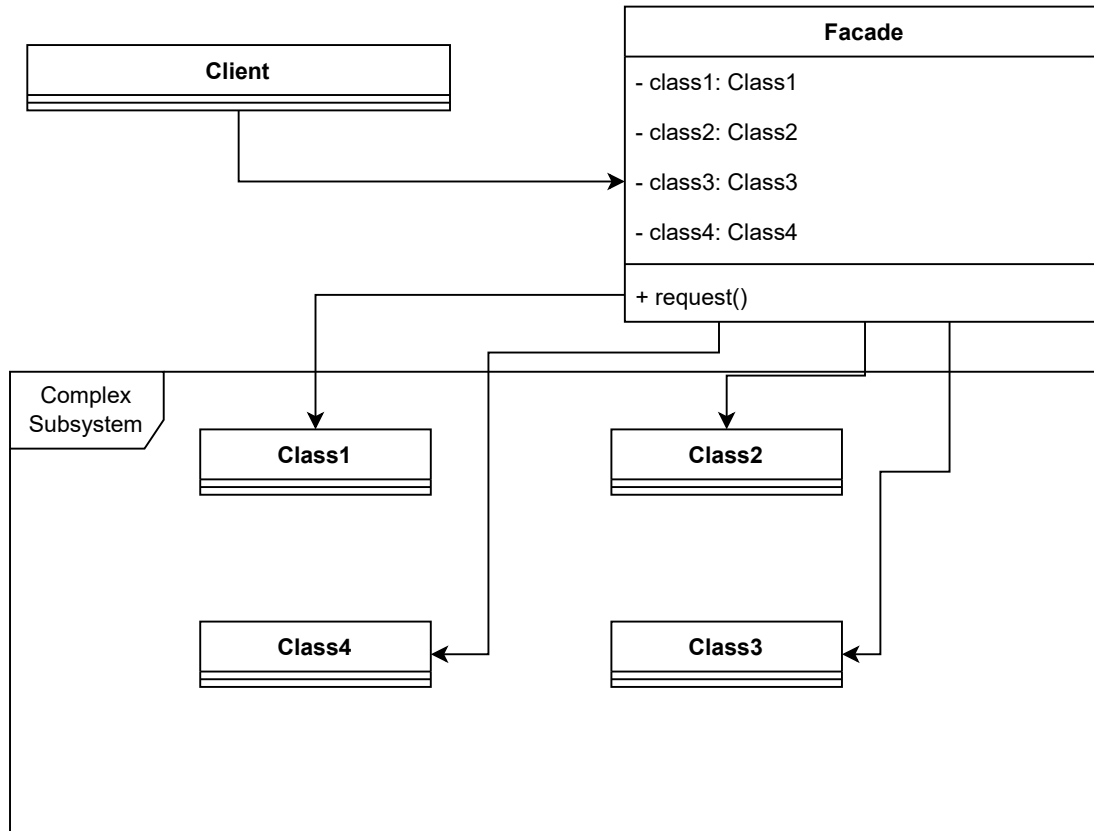 Client
Facade
- class1: Class1
- class2: Class2
- class3: Class3
- class4: Class4
+ request()
Complex
Subsystem
Class1
Class2
Class4
Class3